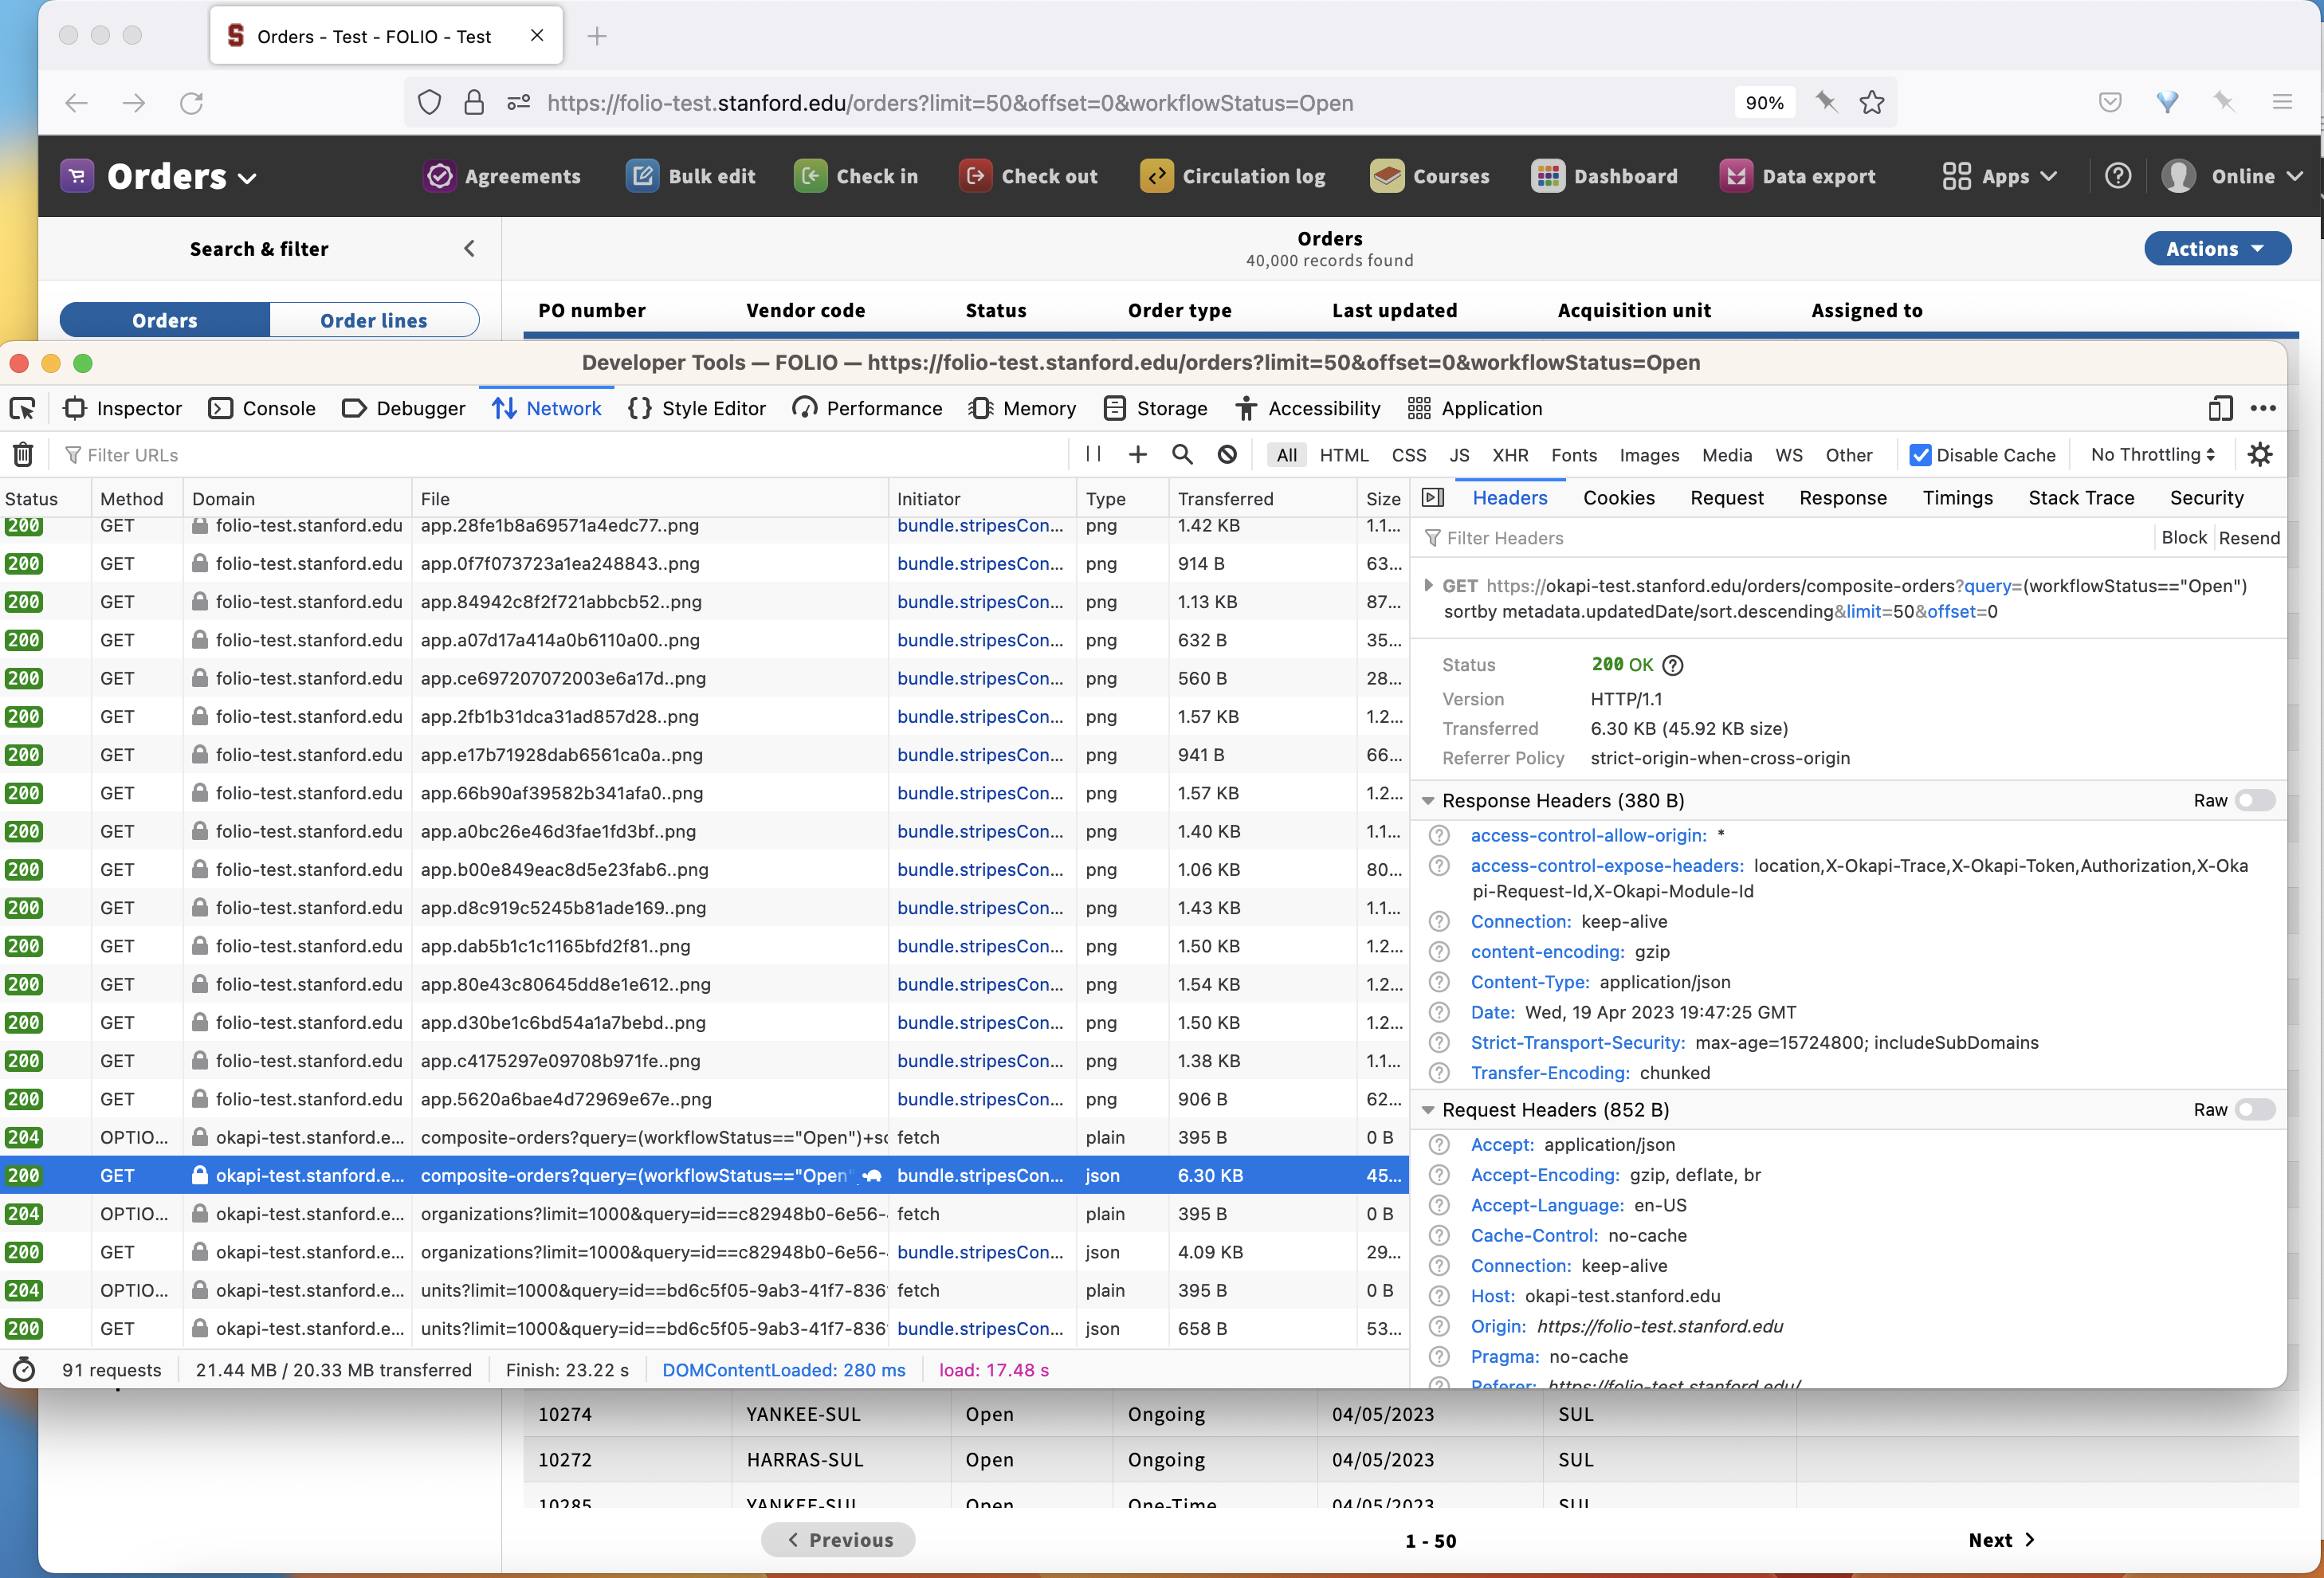 Orders - Test - FOLIO - Test
https://folio-test.stanford.edu/orders?limit=50&offset=0&workflowStatus=Open
90%
Orders
Agreements
Bulk edit
Check in
Check out
Circulation log
Courses
Dashboard
Data export
Apps
Online
Search & filter
Orders
40,000 records found
Actions
Orders
Order lines
PO number Vendor code Status Order type Last updated Acquisition unit Assigned to
Developer Tools — FOLIO — https://folio-test.stanford.edu/orders?limit=50&offset=0&workflowStatus=Open
Inspector Console Debugger Network Style Editor Performance Memory Storage Accessibility Application
Filter URLs
All HTML CSS JS XHR Fonts Images Media WS Other
Disable Cache
No Throttling
Status Method Domain File Initiator Type Transferred Size
200 GET folio-test.stanford.edu app.28fe1b8a69571a4edc77..png bundle.stripesCon... png 1.42 KB 1.1...
200 GET folio-test.stanford.edu app.0f7f073723a1ea248843..png bundle.stripesCon... png 914 B 63...
200 GET folio-test.stanford.edu app.84942c8f2f721abbcb52..png bundle.stripesCon... png 1.13 KB 87...
200 GET folio-test.stanford.edu app.a07d17a414a0b6110a00..png bundle.stripesCon... png 632 B 35...
200 GET folio-test.stanford.edu app.ce697207072003e6a17d..png bundle.stripesCon... png 560 B 28...
200 GET folio-test.stanford.edu app.2fb1b31dca31ad857d28..png bundle.stripesCon... png 1.57 KB 1.2...
200 GET folio-test.stanford.edu app.e17b71928dab6561ca0a..png bundle.stripesCon... png 941 B 66...
200 GET folio-test.stanford.edu app.66b90af39582b341afa0..png bundle.stripesCon... png 1.57 KB 1.2...
200 GET folio-test.stanford.edu app.a0bc26e46d3fae1fd3bf..png bundle.stripesCon... png 1.40 KB 1.1...
200 GET folio-test.stanford.edu app.b00e849eac8d5e23fab6..png bundle.stripesCon... png 1.06 KB 80...
200 GET folio-test.stanford.edu app.d8c919c5245b81ade169..png bundle.stripesCon... png 1.43 KB 1.1...
200 GET folio-test.stanford.edu app.dab5b1c1c1165bfd2f81..png bundle.stripesCon... png 1.50 KB 1.2...
200 GET folio-test.stanford.edu app.80e43c80645dd8e1e612..png bundle.stripesCon... png 1.54 KB 1.2...
200 GET folio-test.stanford.edu app.d30be1c6bd54a1a7bebd..png bundle.stripesCon... png 1.50 KB 1.2...
200 GET folio-test.stanford.edu app.c4175297e09708b971fe..png bundle.stripesCon... png 1.38 KB 1.1...
200 GET folio-test.stanford.edu app.5620a6bae4d72969e67e..png bundle.stripesCon... png 906 B 62...
204 OPTIO... okapi-test.stanford.e... composite-orders?query=(workflowStatus=="Open")+sc fetch plain 395 B 0 B
200 GET okapi-test.stanford.e... composite-orders?query=(workflowStatus=="Open" bundle.stripesCon... json 6.30 KB 45...
204 OPTIO... okapi-test.stanford.e... organizations?limit=1000&query=id==c82948b0-6e56- fetch plain 395 B 0 B
200 GET okapi-test.stanford.e... organizations?limit=1000&query=id==c82948b0-6e56- bundle.stripesCon... json 4.09 KB 29...
204 OPTIO... okapi-test.stanford.e... units?limit=1000&query=id==bd6c5f05-9ab3-41f7-836 fetch plain 395 B 0 B
200 GET okapi-test.stanford.e... units?limit=1000&query=id==bd6c5f05-9ab3-41f7-836 bundle.stripesCon... json 658 B 53...
91 requests 21.44 MB / 20.33 MB transferred Finish: 23.22 s DOMContentLoaded: 280 ms load: 17.48 s
Headers Cookies Request Response Timings Stack Trace Security
Filter Headers
Block Resend
GET https://okapi-test.stanford.edu/orders/composite-orders?query=(workflowStatus=="Open")
sortby metadata.updatedDate/sort.descending&limit=50&offset=0
Status 200 OK
Version HTTP/1.1
Transferred 6.30 KB (45.92 KB size)
Referrer Policy strict-origin-when-cross-origin
Response Headers (380 B) Raw
access-control-allow-origin: *
access-control-expose-headers: location,X-Okapi-Trace,X-Okapi-Token,Authorization,X-Oka
pi-Request-Id,X-Okapi-Module-Id
Connection: keep-alive
content-encoding: gzip
Content-Type: application/json
Date: Wed, 19 Apr 2023 19:47:25 GMT
Strict-Transport-Security: max-age=15724800; includeSubDomains
Transfer-Encoding: chunked
Request Headers (852 B) Raw
Accept: application/json
Accept-Encoding: gzip, deflate, br
Accept-Language: en-US
Cache-Control: no-cache
Connection: keep-alive
Host: okapi-test.stanford.edu
Origin: https://folio-test.stanford.edu
Pragma: no-cache
Referer: https://folio-test.stanford.edu/
10274 YANKEE-SUL Open Ongoing 04/05/2023 SUL
10272 HARRAS-SUL Open Ongoing 04/05/2023 SUL
10285 YANKEE-SUL Open One-Time 04/05/2023 SUL
Previous
1 - 50
Next